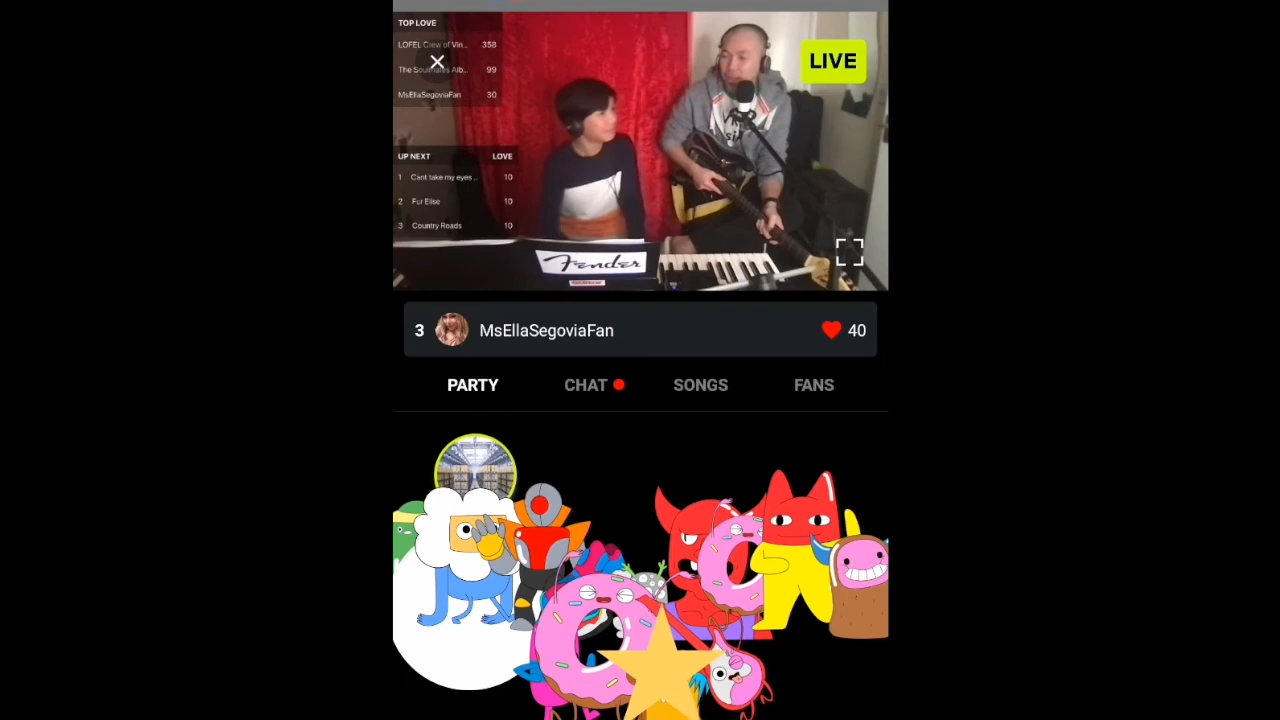 TOP LOVE
LOFEL Crew of Vin... 358
The Soulmates Alb... 99
MsEllaSegoviaFan 30
LIVE
UP NEXT LOVE
1 Cant take my eyes ... 10
2 Fur Elise 10
3 Country Roads 10
Fender
3 MsEllaSegoviaFan 40
PARTY CHAT SONGS FANS